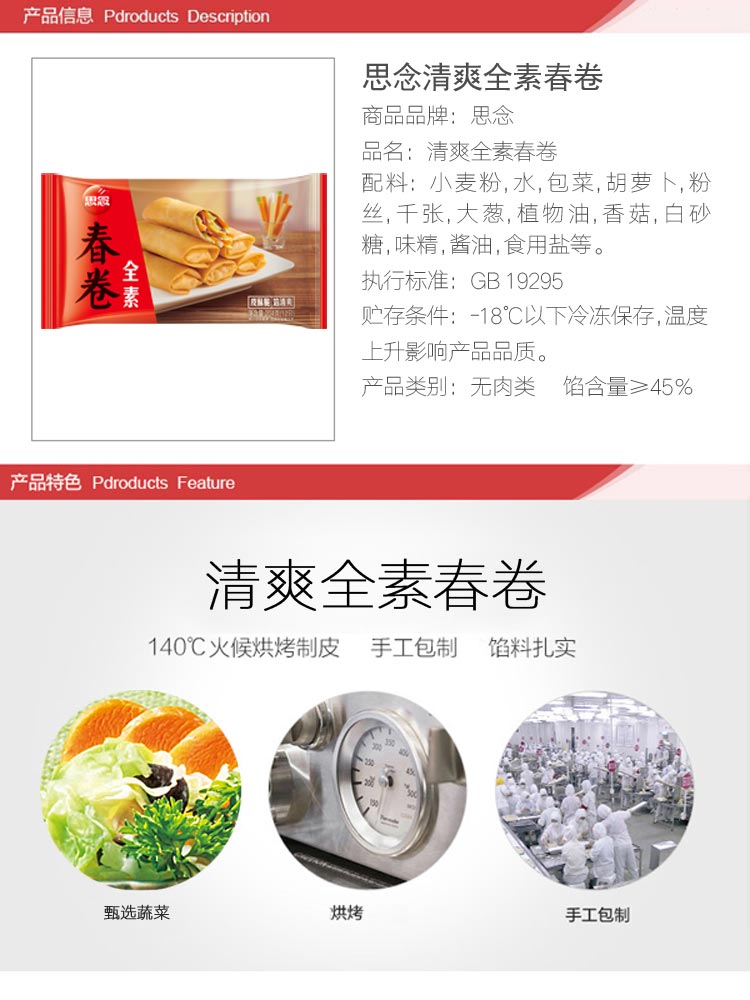 产品信息 Pdroducts Description
思念清爽全素春卷
商品品牌：思念
品名：清爽全素春卷
配料：小麦粉,水,包菜,胡萝卜,粉
丝,千张,大葱,植物油,香菇,白砂
糖,味精,酱油,食用盐等。
执行标准：GB 19295
贮存条件：-18℃以下冷冻保存,温度
上升影响产品品质。
产品类别：无肉类 馅含量≥45%
思念
春卷
全素
产品特色 Pdroducts Feature
清爽全素春卷
140℃火候烘烤制皮 手工包制 馅料扎实
150 200 250 300 350 400
甄选蔬菜
烘烤
手工包制